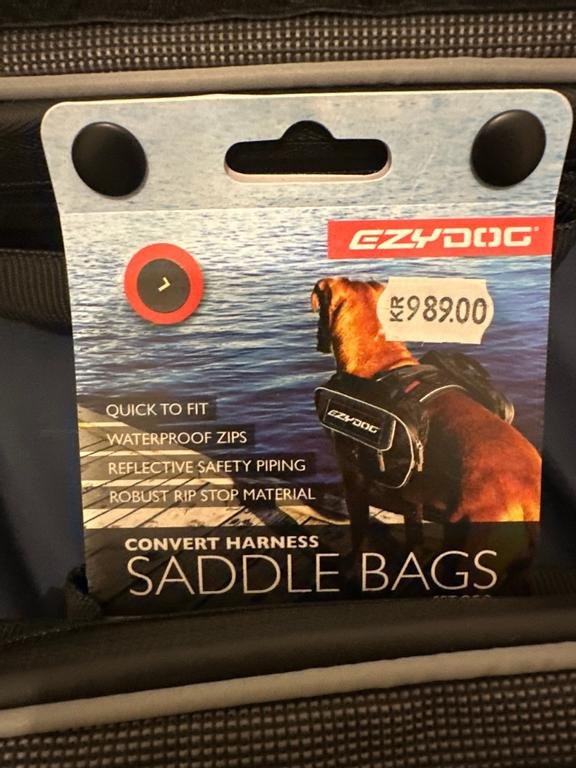 L
EZYDOG
KR 989.00
EZYDOG
QUICK TO FIT
WATERPROOF ZIPS
REFLECTIVE SAFETY PIPING
ROBUST RIP STOP MATERIAL
CONVERT HARNESS
SADDLE BAGS